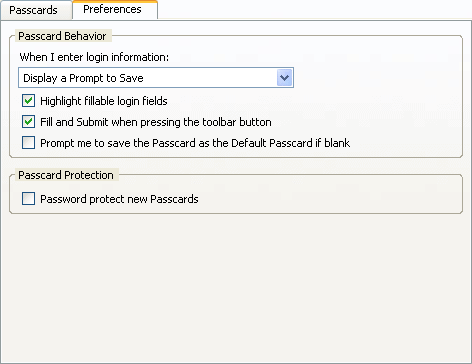 Passcards Preferences
Passcard Behavior
When I enter login information:
Display a Prompt to Save
Highlight fillable login fields
Fill and Submit when pressing the toolbar button
Prompt me to save the Passcard as the Default Passcard if blank
Passcard Protection
Password protect new Passcards